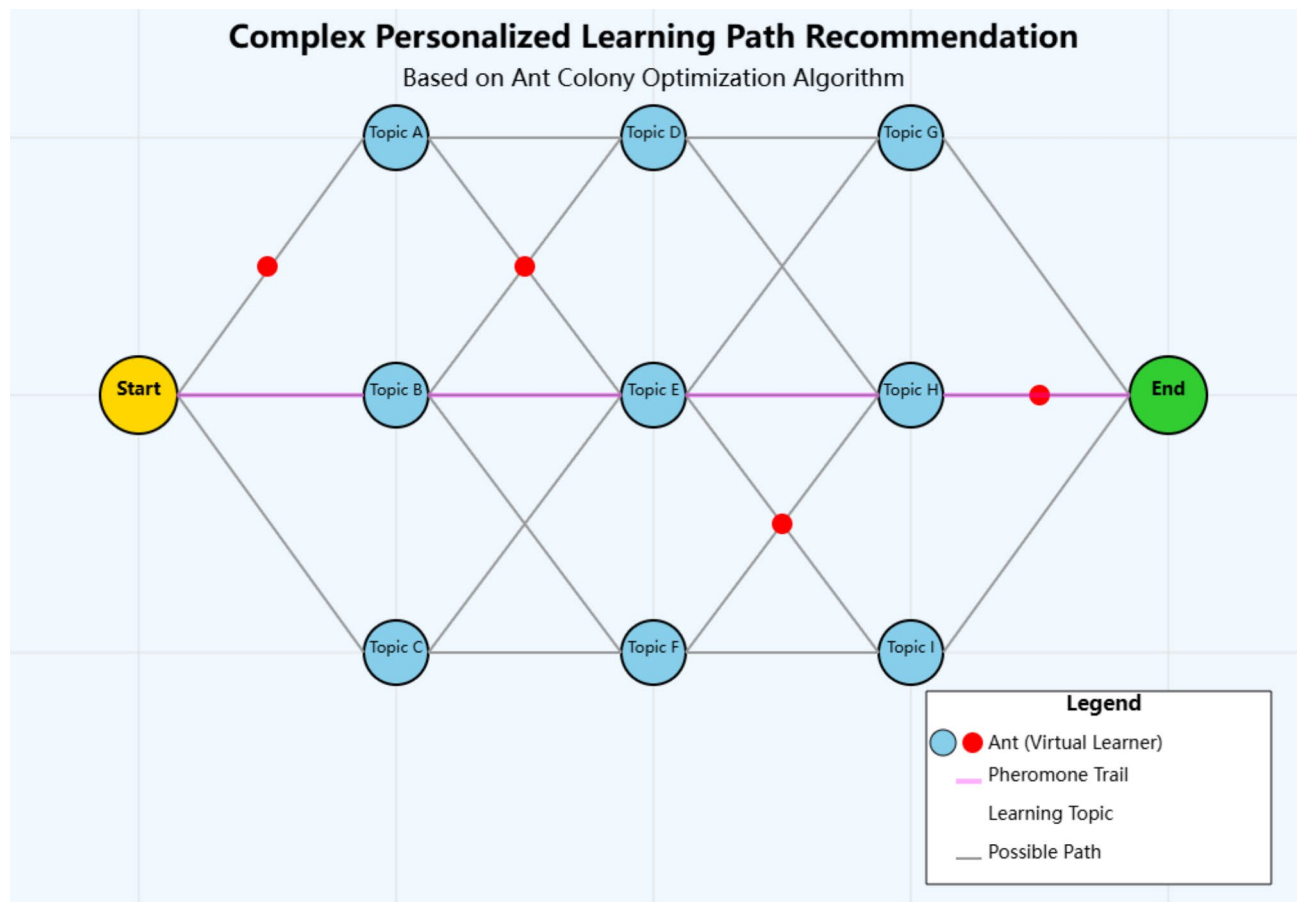 Complex Personalized Learning Path Recommendation
Based on Ant Colony Optimization Algorithm
Topic A
Topic D
Topic G
Start
Topic B
Topic E
Topic H
End
Topic C
Topic F
Topic I
Legend
Ant (Virtual Learner)
Pheromone Trail
Learning Topic
Possible Path